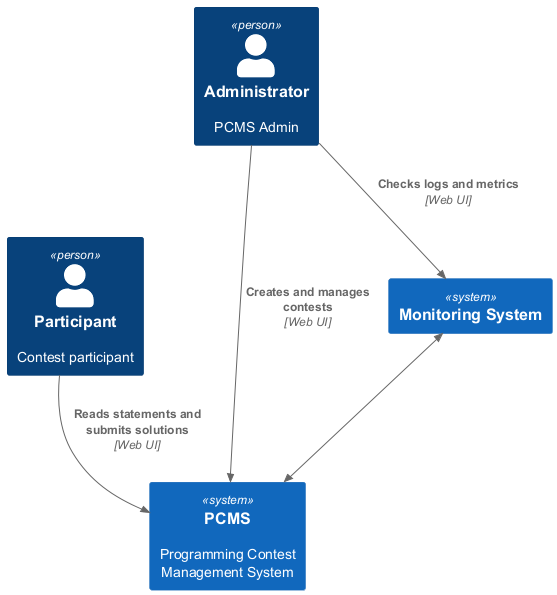 «person»
Administrator
PCMS Admin
Checks logs and metrics
[Web UI]
«person»
Participant
Contest participant
Creates and manages
contests
[Web UI]
«system»
Monitoring System
Reads statements and
submits solutions
[Web UI]
«system»
PCMS
Programming Contest
Management System